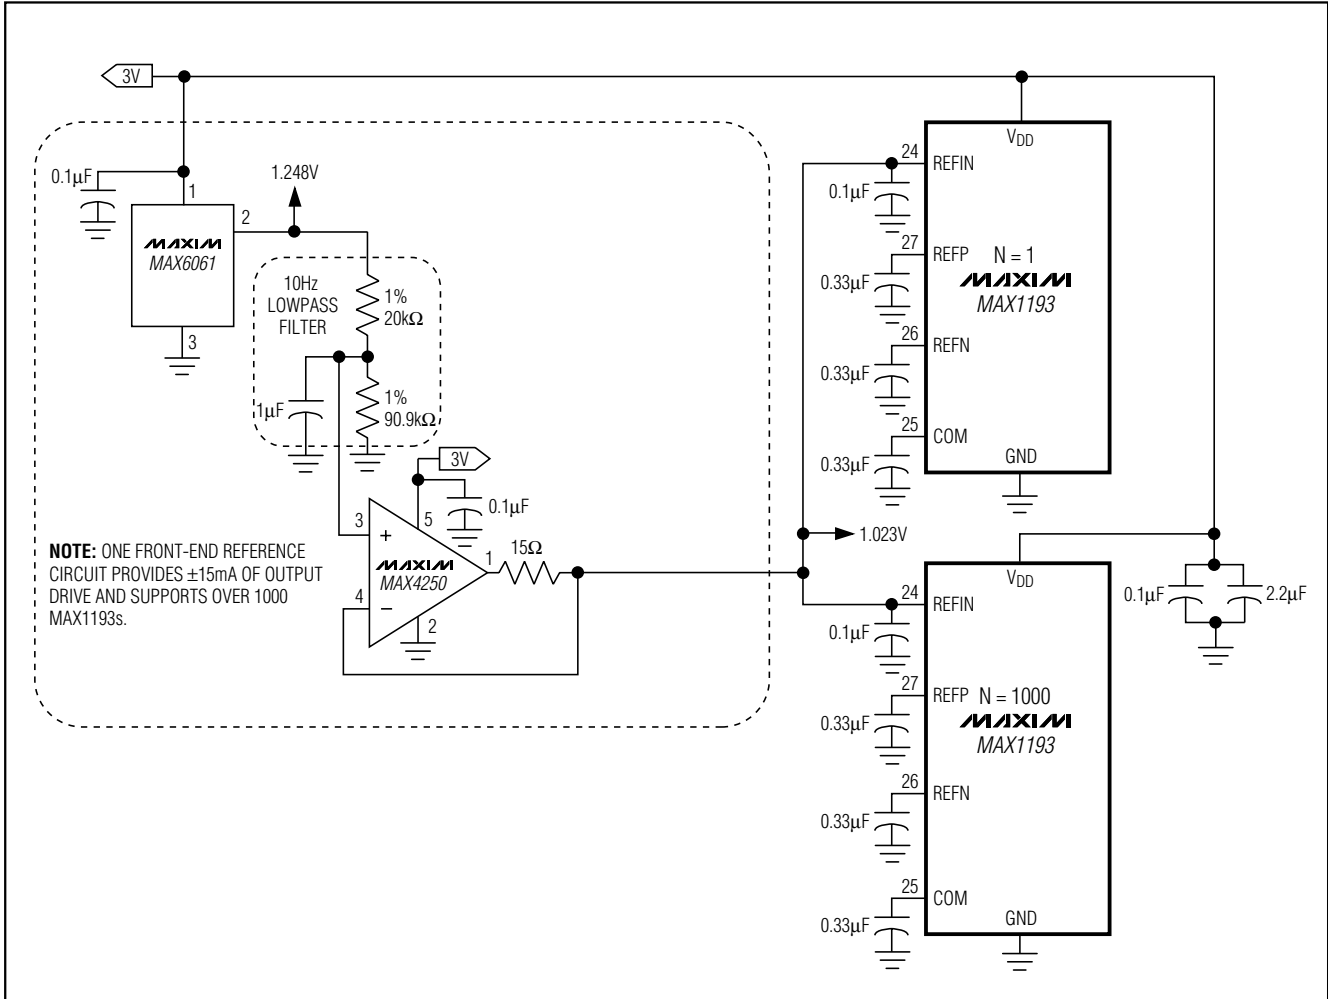 3V
0.1µF
1
1.248V
2
MAXIM
MAX6061
3
10Hz
LOWPASS
FILTER
1%
20kΩ
1µF
1%
90.9kΩ
3V
0.1µF
5
3
+
MAXIM
MAX4250
1
15Ω
4
−
2
NOTE: ONE FRONT-END REFERENCE
CIRCUIT PROVIDES ±15mA OF OUTPUT
DRIVE AND SUPPORTS OVER 1000
MAX1193s.
1.023V
VDD
24
REFIN
0.1µF
27
REFP
N = 1
MAXIM
MAX1193
0.33µF
26
REFN
0.33µF
25
COM
0.33µF
GND
VDD
24
REFIN
0.1µF
27
REFP
N = 1000
MAXIM
MAX1193
0.33µF
26
REFN
0.33µF
25
COM
0.33µF
GND
0.1µF
2.2µF